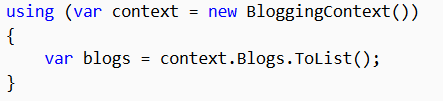 using (var context = new BloggingContext())
{
    var blogs = context.Blogs.ToList();
}